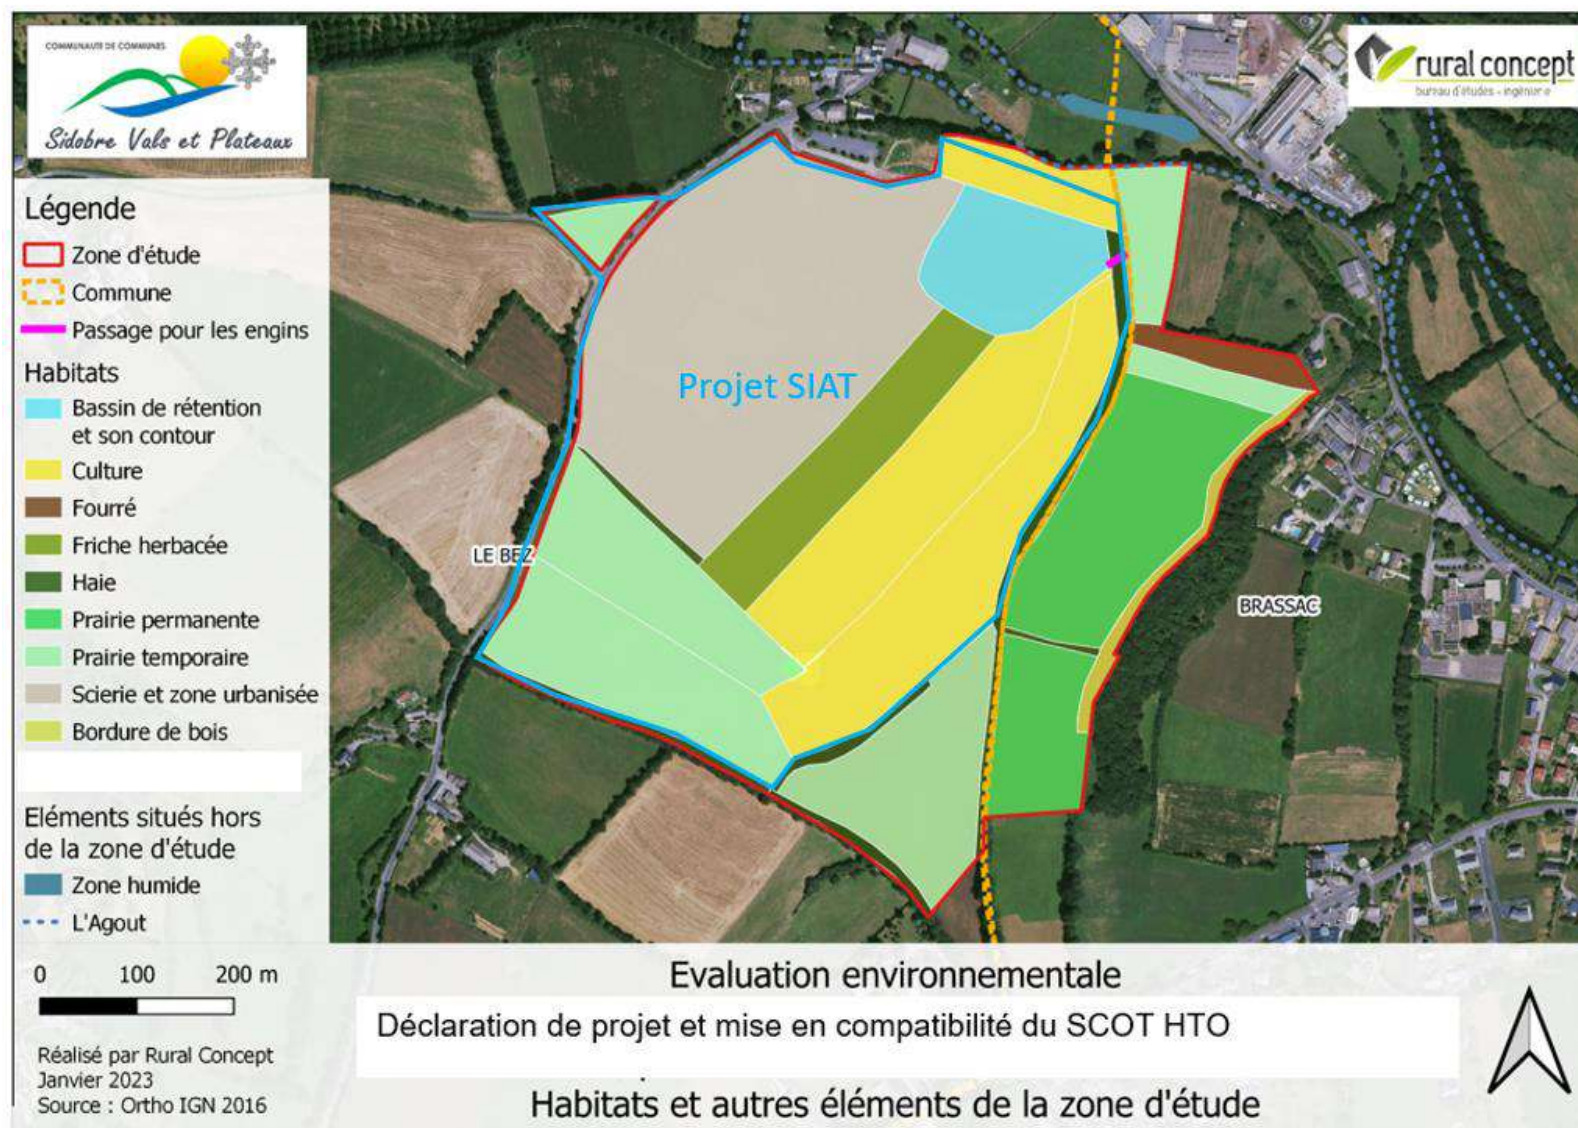 COMMUNAUTE DE COMMUNES
Sidobre Vals et Plateaux
rural concept
bureau d'études - ingénierie
Légende
Zone d'étude
Commune
Passage pour les engins
Habitats
Bassin de rétention
et son contour
Culture
Fourré
Friche herbacée
Haie
Prairie permanente
Prairie temporaire
Scierie et zone urbanisée
Bordure de bois
Eléments situés hors
de la zone d'étude
Zone humide
L'Agout
Projet SIAT
LE BEZ
BRASSAC
0 100 200 m
Réalisé par Rural Concept
Janvier 2023
Source : Ortho IGN 2016
Evaluation environnementale
Déclaration de projet et mise en compatibilité du SCOT HTO
Habitats et autres éléments de la zone d'étude